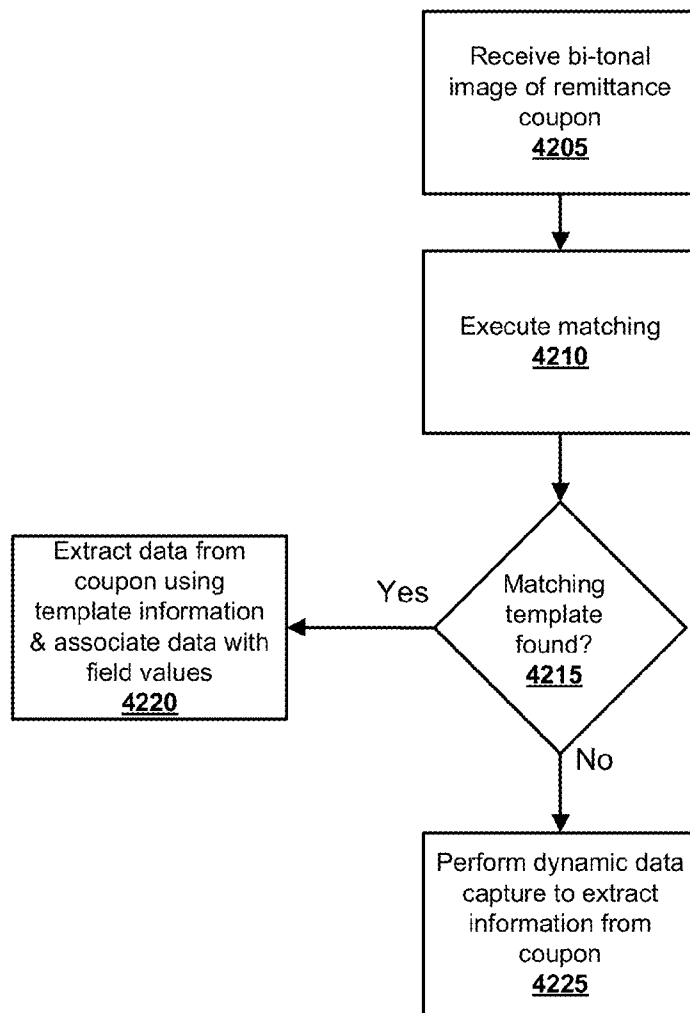 Receive bi-tonal
image of remittance
coupon
4205
Execute matching
4210
Matching
template
found?
4215
Yes
Extract data from
coupon using
template information
& associate data with
field values
4220
No
Perform dynamic data
capture to extract
information from
coupon
4225